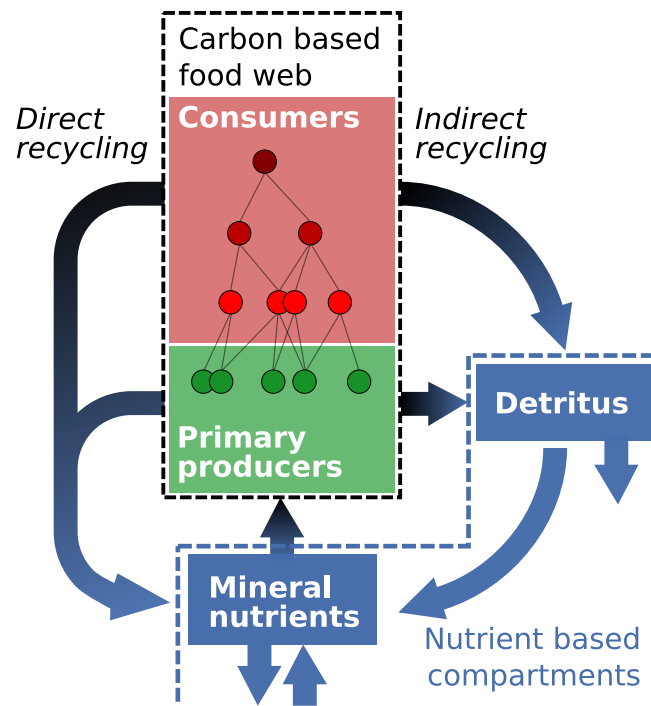 Carbon based
food web
Direct
recycling
Consumers
Indirect
recycling
Primary
producers
Detritus
Mineral
nutrients
Nutrient based
compartments